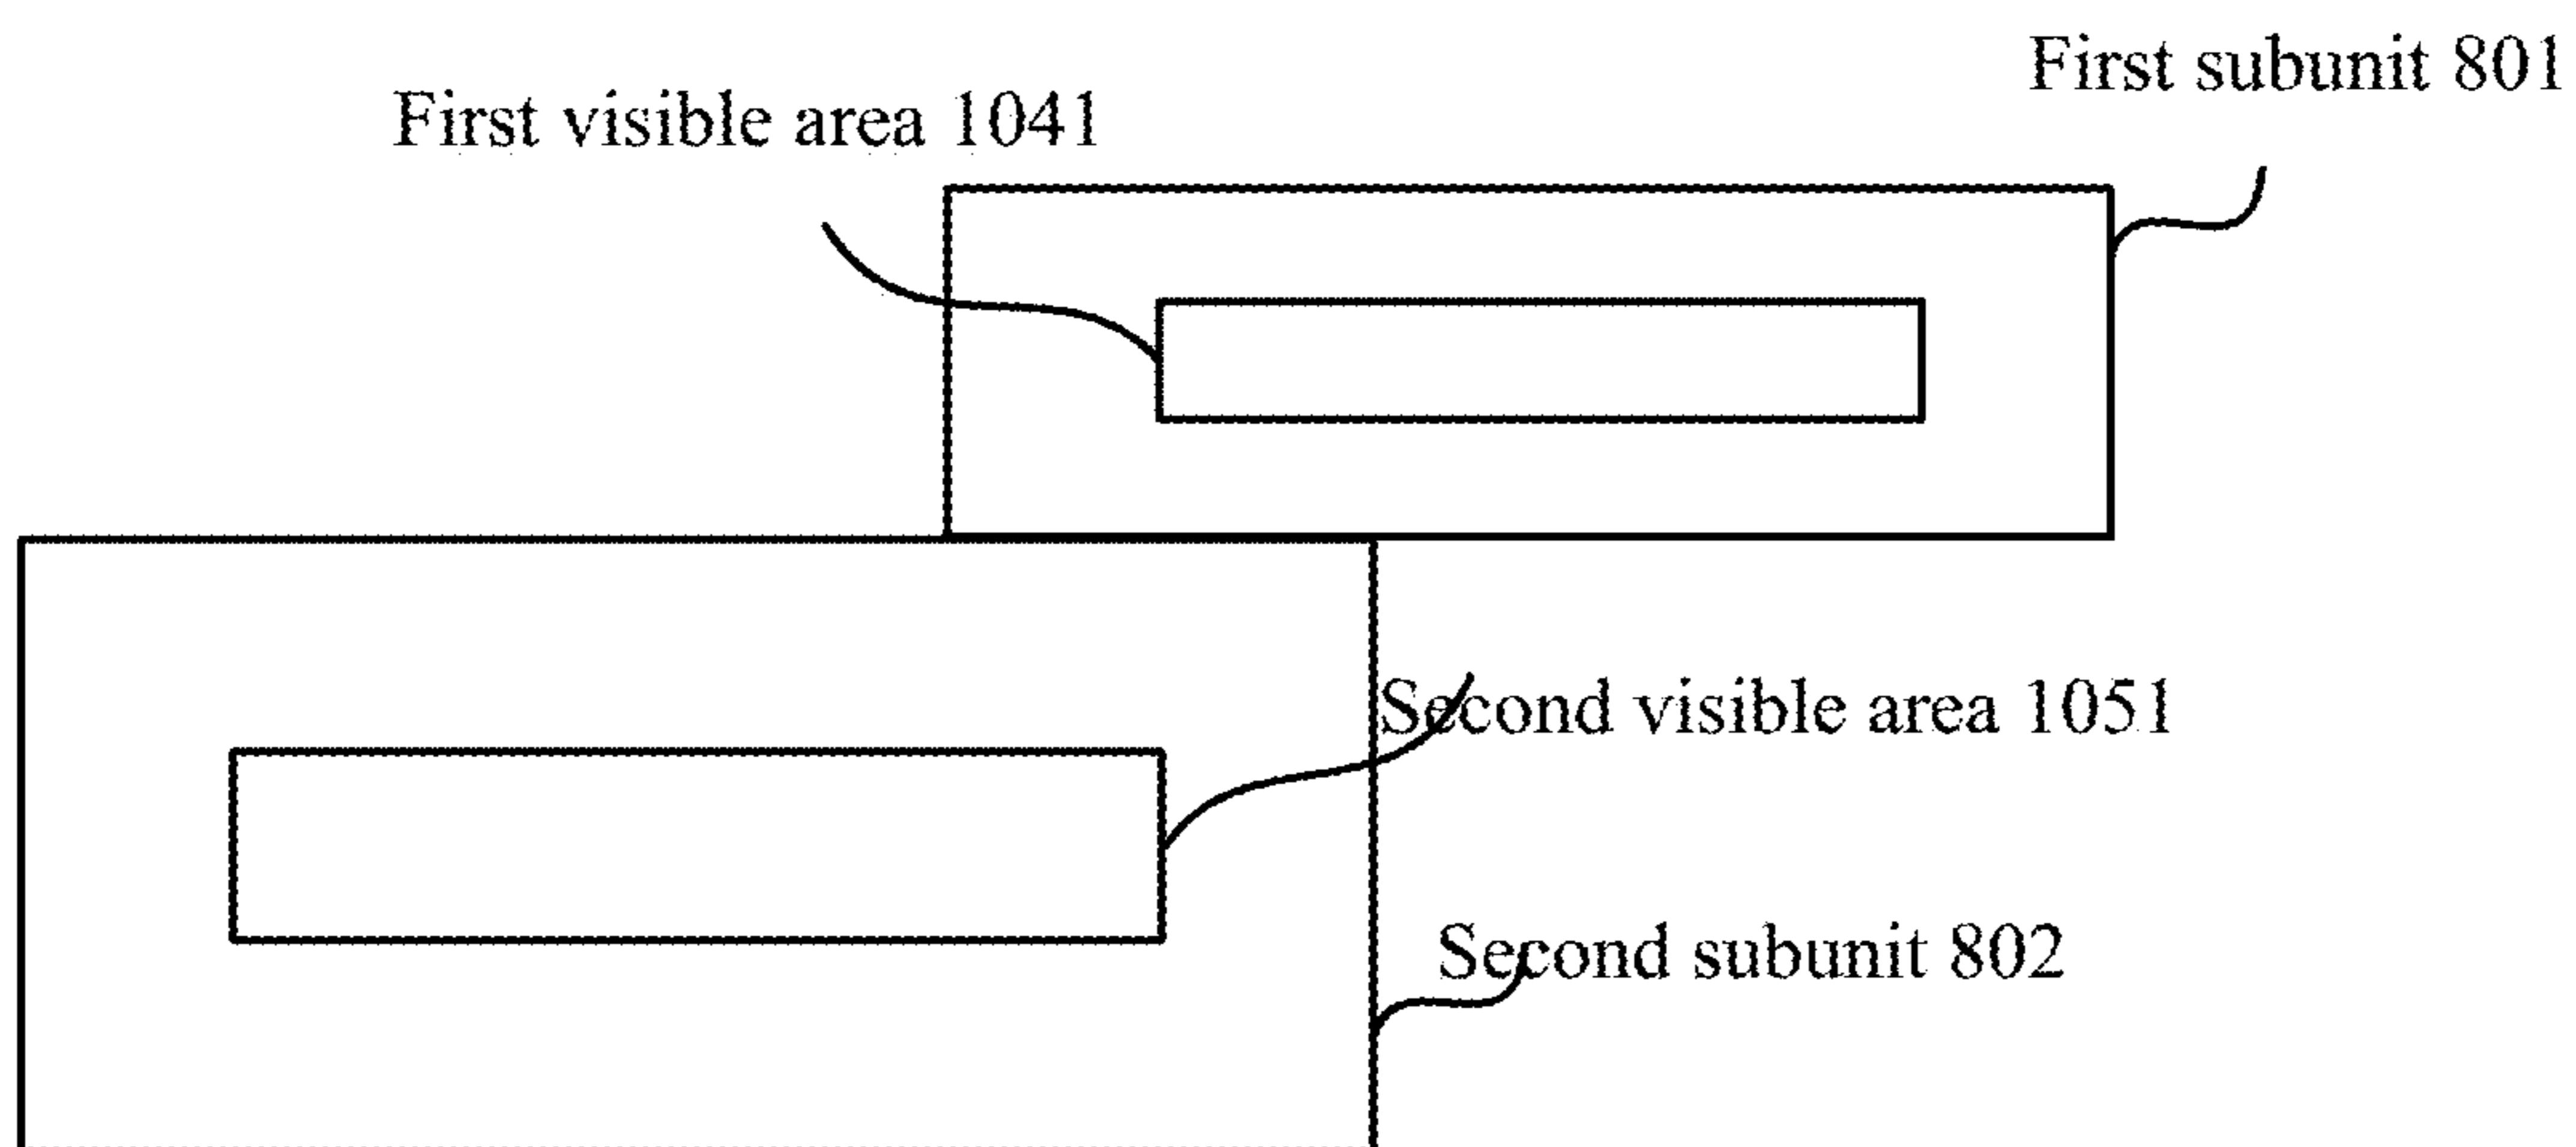 First subunit 801
First visible area 1041
Second visible area 1051
Second subunit 802